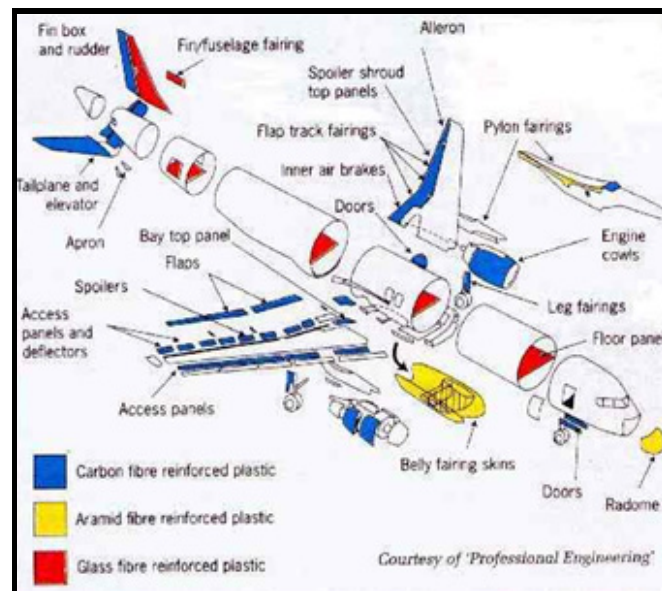 Fin box
and rudder
Fin/fuselage fairing
Aileron
Spoiler shroud
top panels
Flap track fairings
Pylon fairings
Inner air brakes
Tailplane and
elevator
Doors
Apron
Bay top panel
Engine
cowls
Flaps
Spoilers
Leg fairings
Access
panels and
deflectors
Floor panel
Access panels
Belly fairing skins
Doors
Radome
Carbon fibre reinforced plastic
Aramid fibre reinforced plastic
Glass fibre reinforced plastic
Courtesy of 'Professional Engineering'